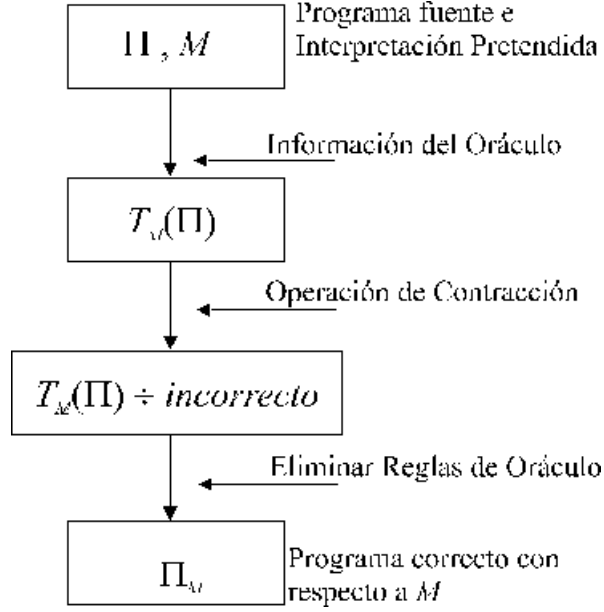 Programa fuente e
Π , M
Interpretación Pretendida
Información del Oráculo
T_M(Π)
Operación de Contracción
T_M(Π) ÷ incorrecto
Eliminar Reglas de Oráculo
Π_M
Programa correcto con
respecto a M